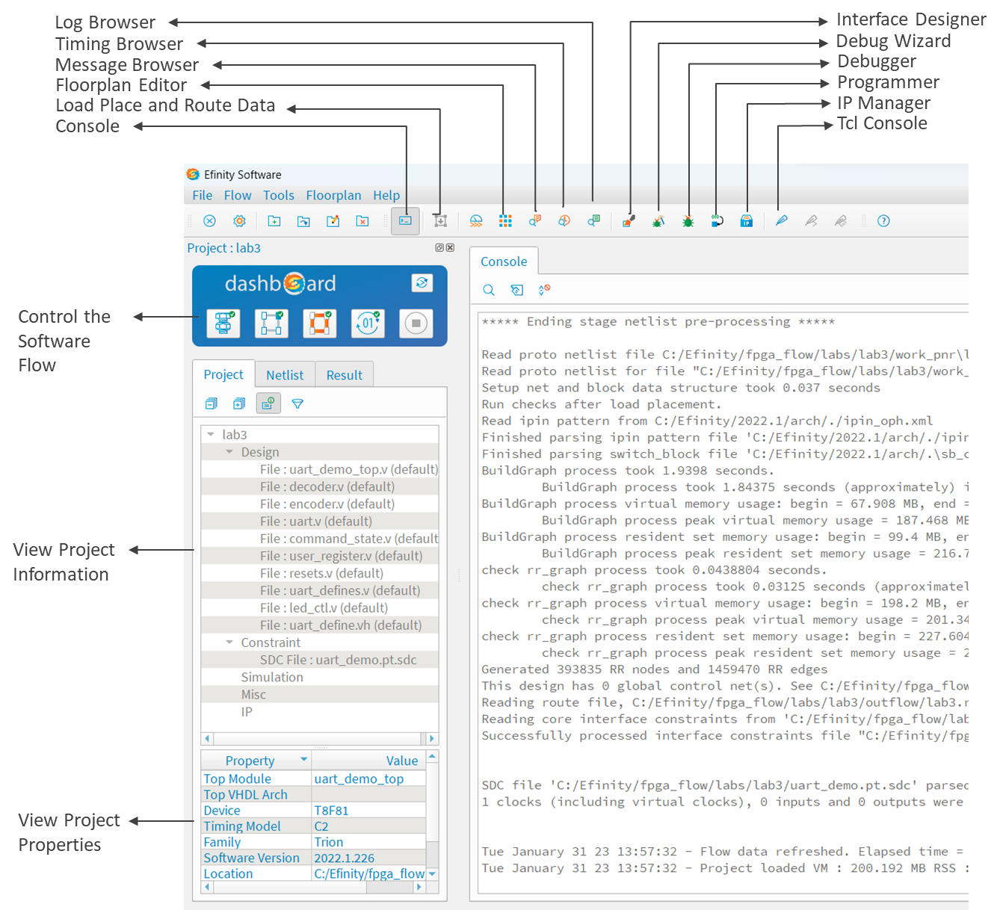 Log Browser
Timing Browser
Message Browser
Floorplan Editor
Load Place and Route Data
Console
Interface Designer
Debug Wizard
Debugger
Programmer
IP Manager
Tcl Console
Efinity Software
File Flow Tools Floorplan Help
Project : lab3
dashboard
01
Control the
Software
Flow
Project Netlist Result
lab3
Design
File : uart_demo_top.v (default)
File : decoder.v (default)
File : encoder.v (default)
File : uart.v (default)
File : command_state.v (default
File : user_register.v (default)
File : resets.v (default)
File : uart_defines.v (default)
File : led_ctl.v (default)
File : uart_define.vh (default)
Constraint
SDC File : uart_demo.pt.sdc
Simulation
Misc
IP
View Project
Information
Property Value
Top Module uart_demo_top
Top VHDL Arch
Device T8F81
Timing Model C2
Family Trion
Software Version 2022.1.226
Location C:/Efinity/fpga_flow
View Project
Properties
Console
***** Ending stage netlist pre-processing *****
Read proto netlist file C:/Efinity/fpga_flow/labs/lab3/work_pnr\l
Read proto netlist for file "C:/Efinity/fpga_flow/labs/lab3/work_
Setup net and block data structure took 0.037 seconds
Run checks after load placement.
Read ipin pattern from C:/Efinity/2022.1/arch/./ipin_oph.xml
Finished parsing ipin pattern file 'C:/Efinity/2022.1/arch/./ipin
Finished parsing switch_block file 'C:/Efinity/2022.1/arch/.\sb_c
BuildGraph process took 1.9398 seconds.
BuildGraph process took 1.84375 seconds (approximately) i
BuildGraph process virtual memory usage: begin = 67.908 MB, end =
BuildGraph process peak virtual memory usage = 187.468 MB
BuildGraph process resident set memory usage: begin = 99.4 MB, en
BuildGraph process peak resident set memory usage = 216.7
check rr_graph process took 0.0438804 seconds.
check rr_graph process took 0.03125 seconds (approximatel
check rr_graph process virtual memory usage: begin = 198.2 MB, en
check rr_graph process peak virtual memory usage = 201.34
check rr_graph process resident set memory usage: begin = 227.604
check rr_graph process peak resident set memory usage = 2
Generated 393835 RR nodes and 1459470 RR edges
This design has 0 global control net(s). See C:/Efinity/fpga_flow
Reading route file, C:/Efinity/fpga_flow/labs/lab3/outflow/lab3.r
Reading core interface constraints from 'C:/Efinity/fpga_flow/lab
Successfully processed interface constraints file "C:/Efinity/fpg
SDC file 'C:/Efinity/fpga_flow/labs/lab3/uart_demo.pt.sdc' parsed
1 clocks (including virtual clocks), 0 inputs and 0 outputs were
Tue January 31 23 13:57:32 - Flow data refreshed. Elapsed time =
Tue January 31 23 13:57:32 - Project loaded VM : 200.192 MB RSS :